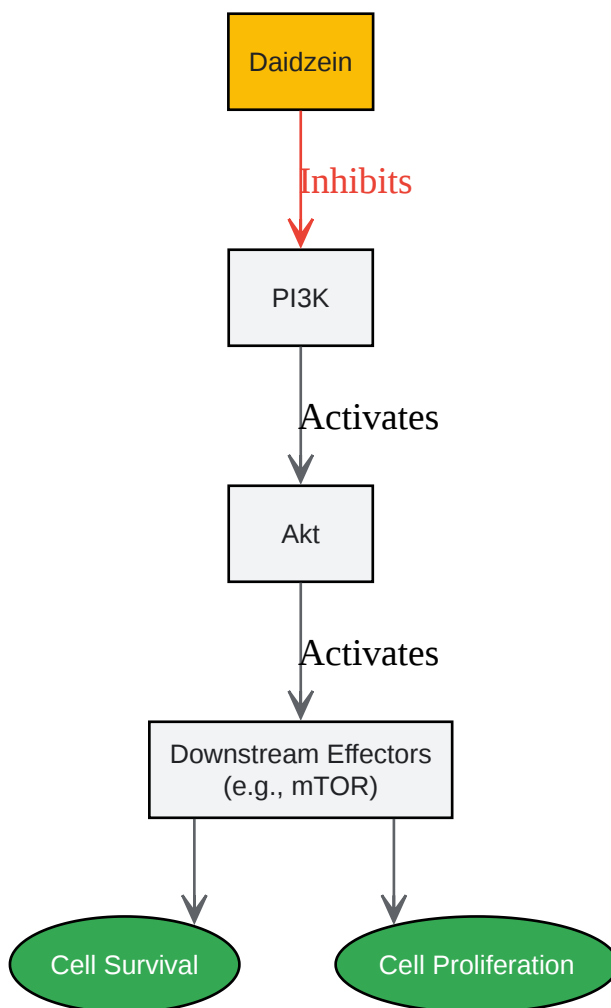 Daidzein
Inhibits
PI3K
Activates
Akt
Activates
Downstream Effectors
(e.g., mTOR)
Cell Survival
Cell Proliferation